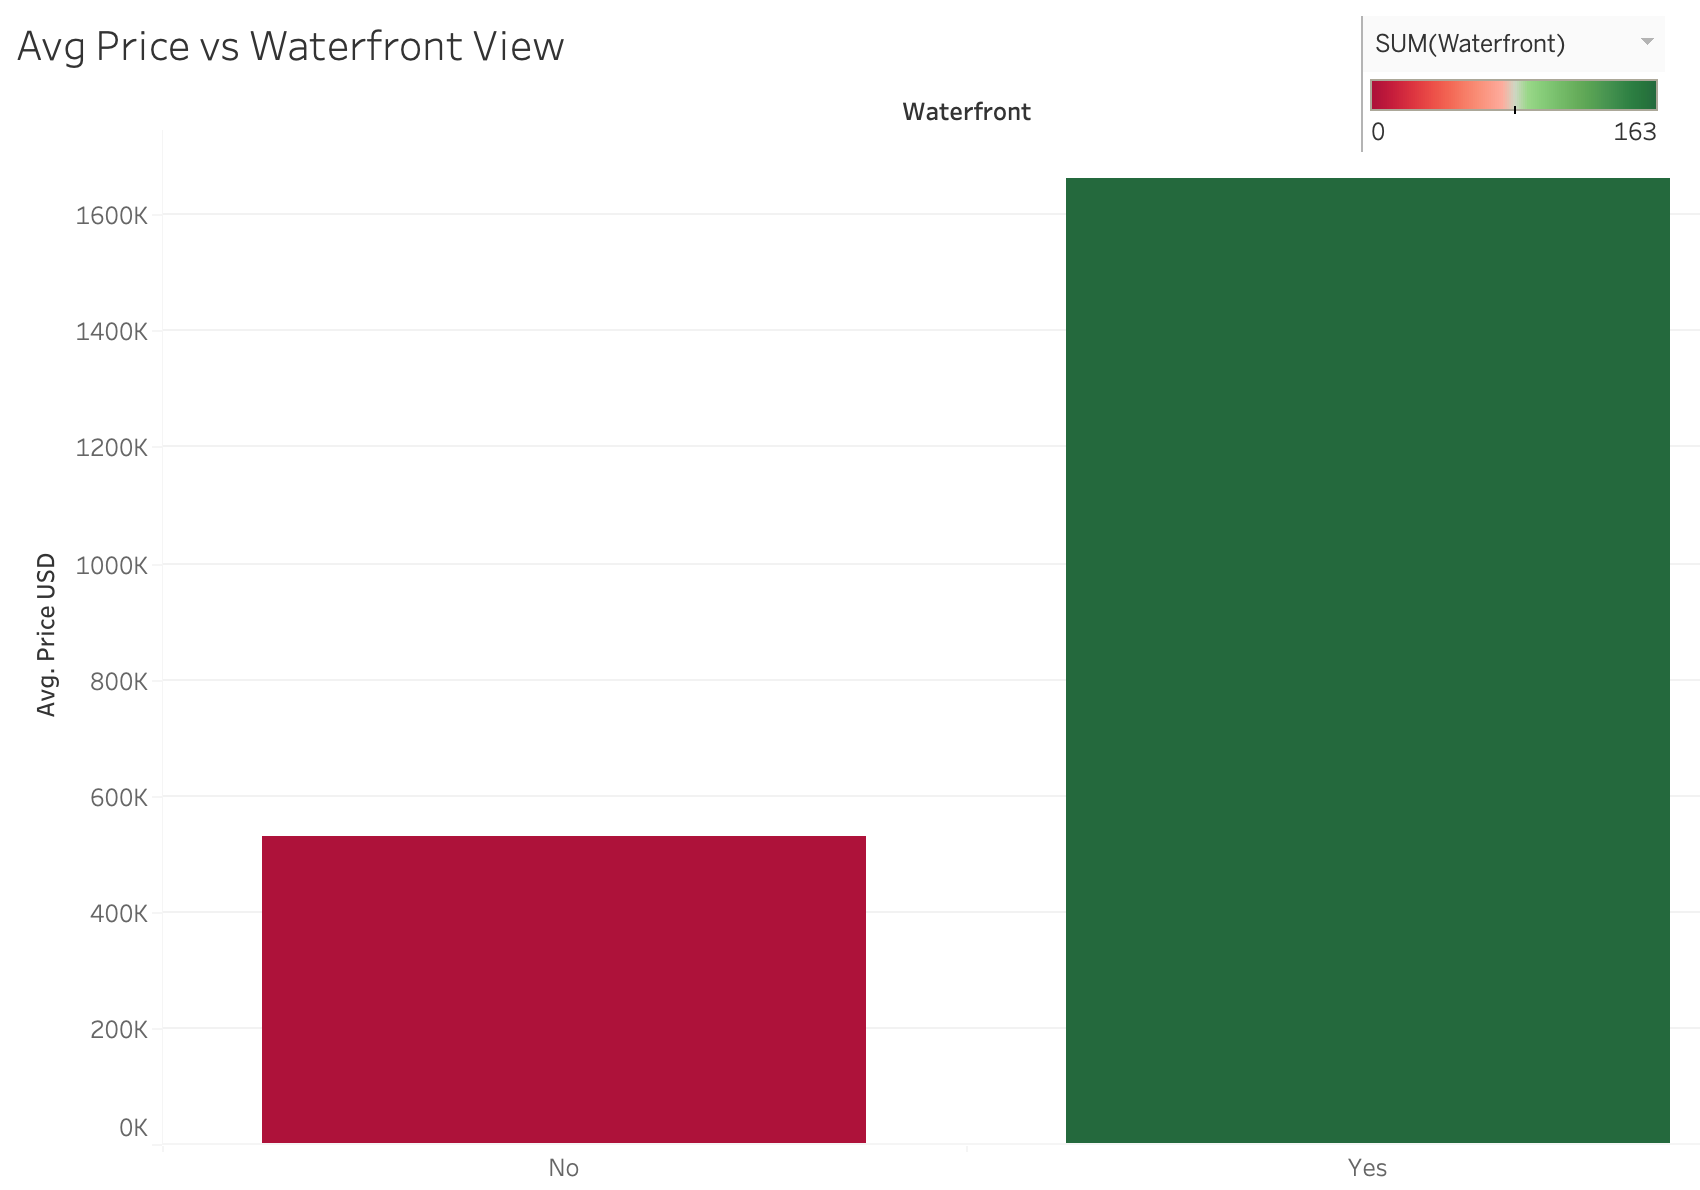 Avg Price vs Waterfront View
SUM(Waterfront)
0 163
Waterfront
Avg. Price USD
1600K
1400K
1200K
1000K
800K
600K
400K
200K
0K
No Yes